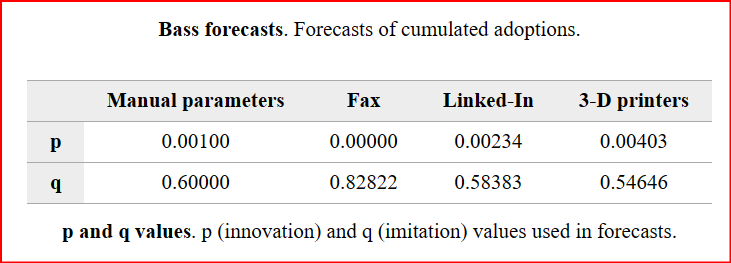 Bass forecasts. Forecasts of cumulated adoptions.
Manual parameters Fax Linked-In 3-D printers
p 0.00100 0.00000 0.00234 0.00403
q 0.60000 0.82822 0.58383 0.54646
p and q values. p (innovation) and q (imitation) values used in forecasts.